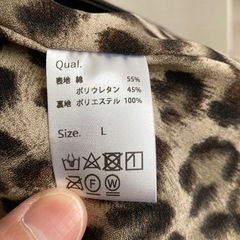 Qual.
表地 綿 55%
ポリウレタン 45%
裏地 ポリエステル 100%
Size. L
F W